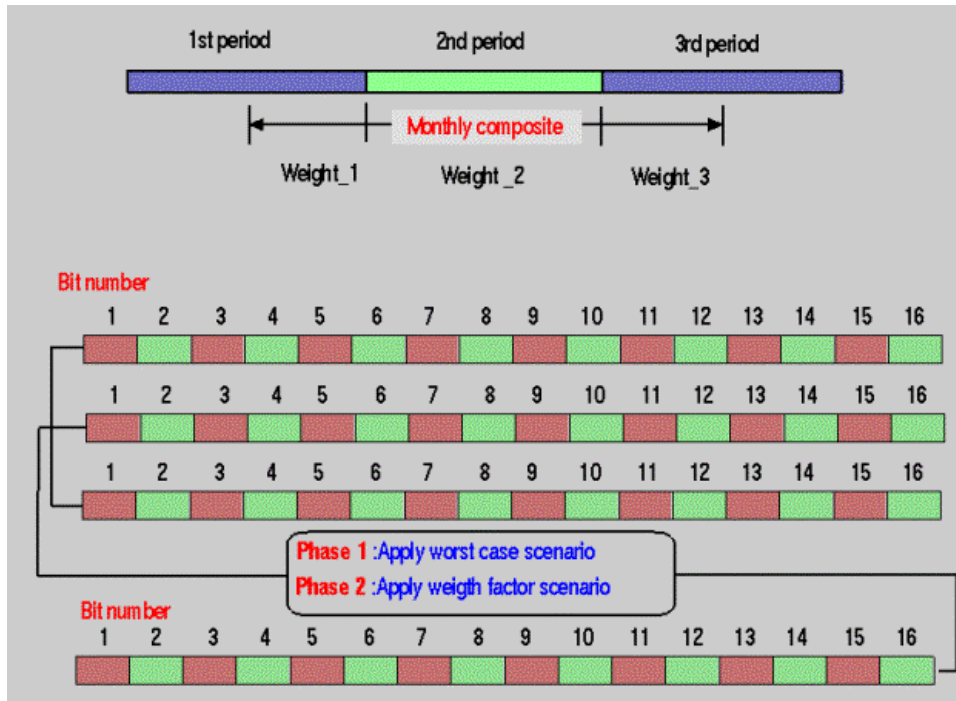 1st period 2nd period 3rd period
Monthly composite
Weight_1 Weight _2 Weight_3
Bit number
1 2 3 4 5 6 7 8 9 10 11 12 13 14 15 16
1 2 3 4 5 6 7 8 9 10 11 12 13 14 15 16
1 2 3 4 5 6 7 8 9 10 11 12 13 14 15 16
Phase 1 :Apply worst case scenario
Phase 2 :Apply weigth factor scenario
Bit number
1 2 3 4 5 6 7 8 9 10 11 12 13 14 15 16